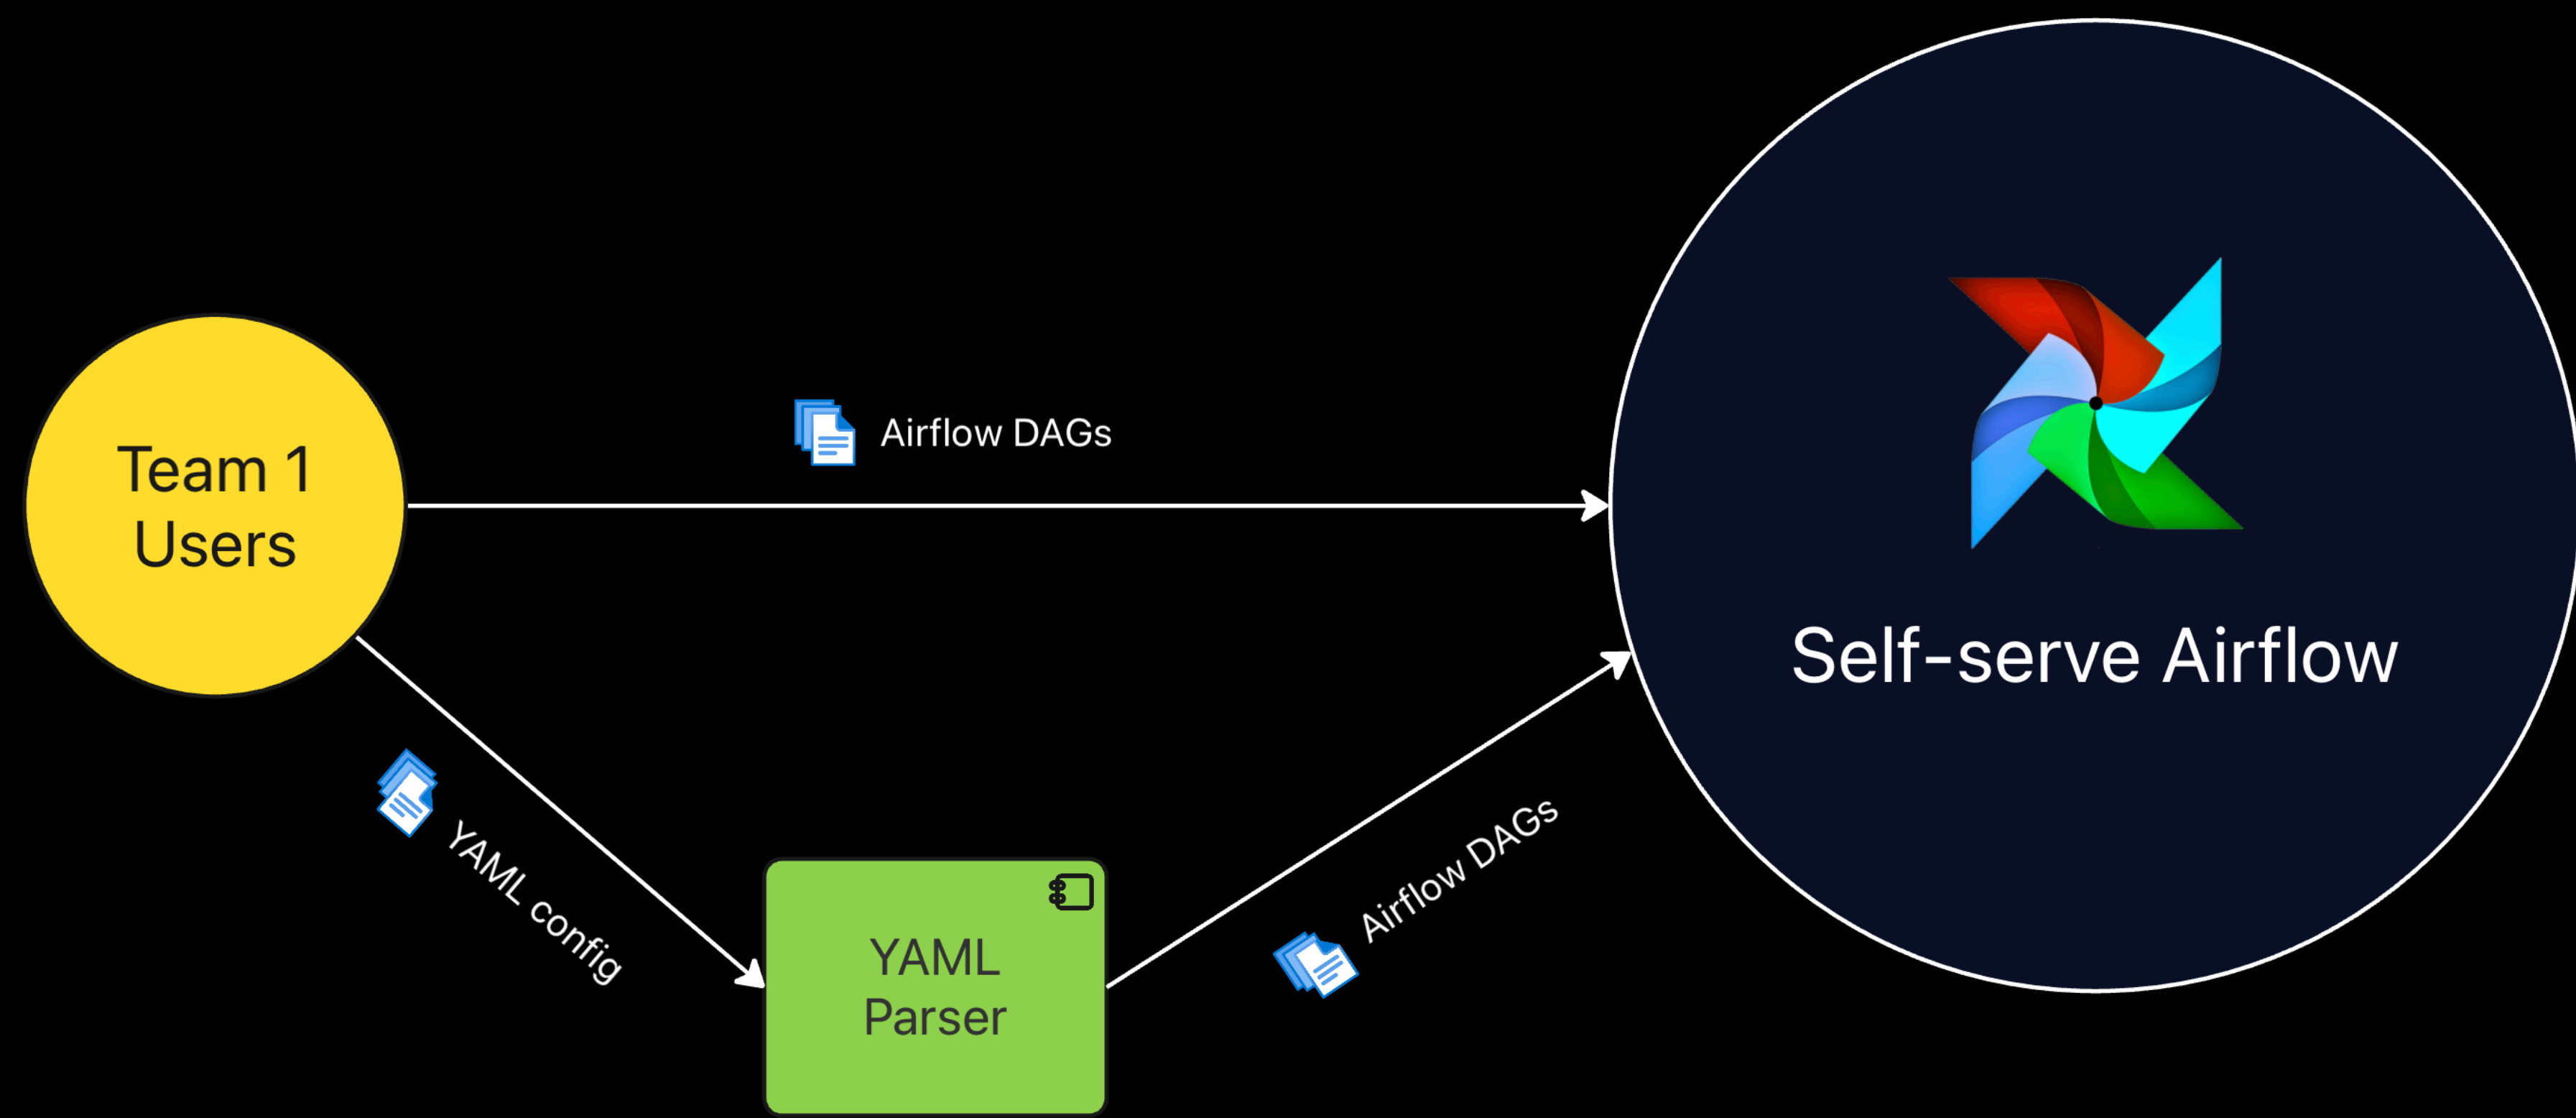 Team 1
Users
Airflow DAGs
Self-serve Airflow
YAML config
Airflow DAGs
YAML
Parser